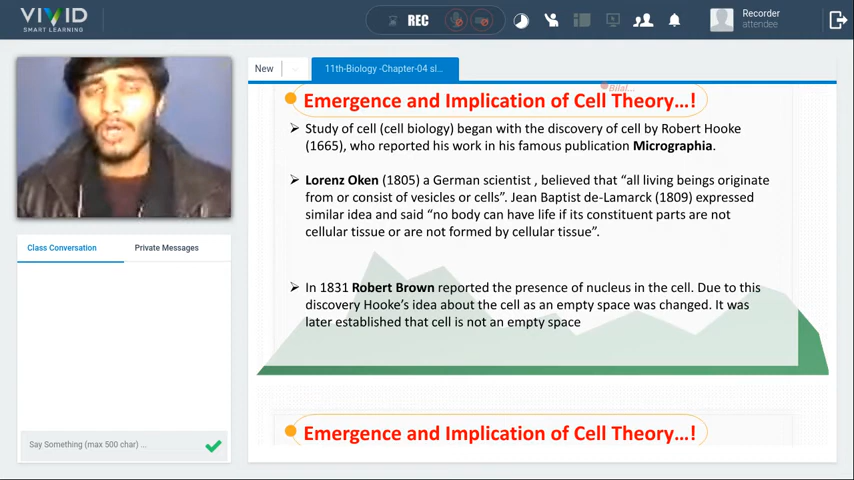 VIVID
SMART LEARNING
REC
Recorder
attendee
New
11th-Biology -Chapter-04 sl...
Bilal...
Emergence and Implication of Cell Theory...!
➢ Study of cell (cell biology) began with the discovery of cell by Robert Hooke
(1665), who reported his work in his famous publication Micrographia.
➢ Lorenz Oken (1805) a German scientist , believed that “all living beings originate
from or consist of vesicles or cells”. Jean Baptist de-Lamarck (1809) expressed
similar idea and said “no body can have life if its constituent parts are not
cellular tissue or are not formed by cellular tissue”.
➢ In 1831 Robert Brown reported the presence of nucleus in the cell. Due to this
discovery Hooke’s idea about the cell as an empty space was changed. It was
later established that cell is not an empty space
Emergence and Implication of Cell Theory...!
Class Conversation
Private Messages
Say Something (max 500 char) ...